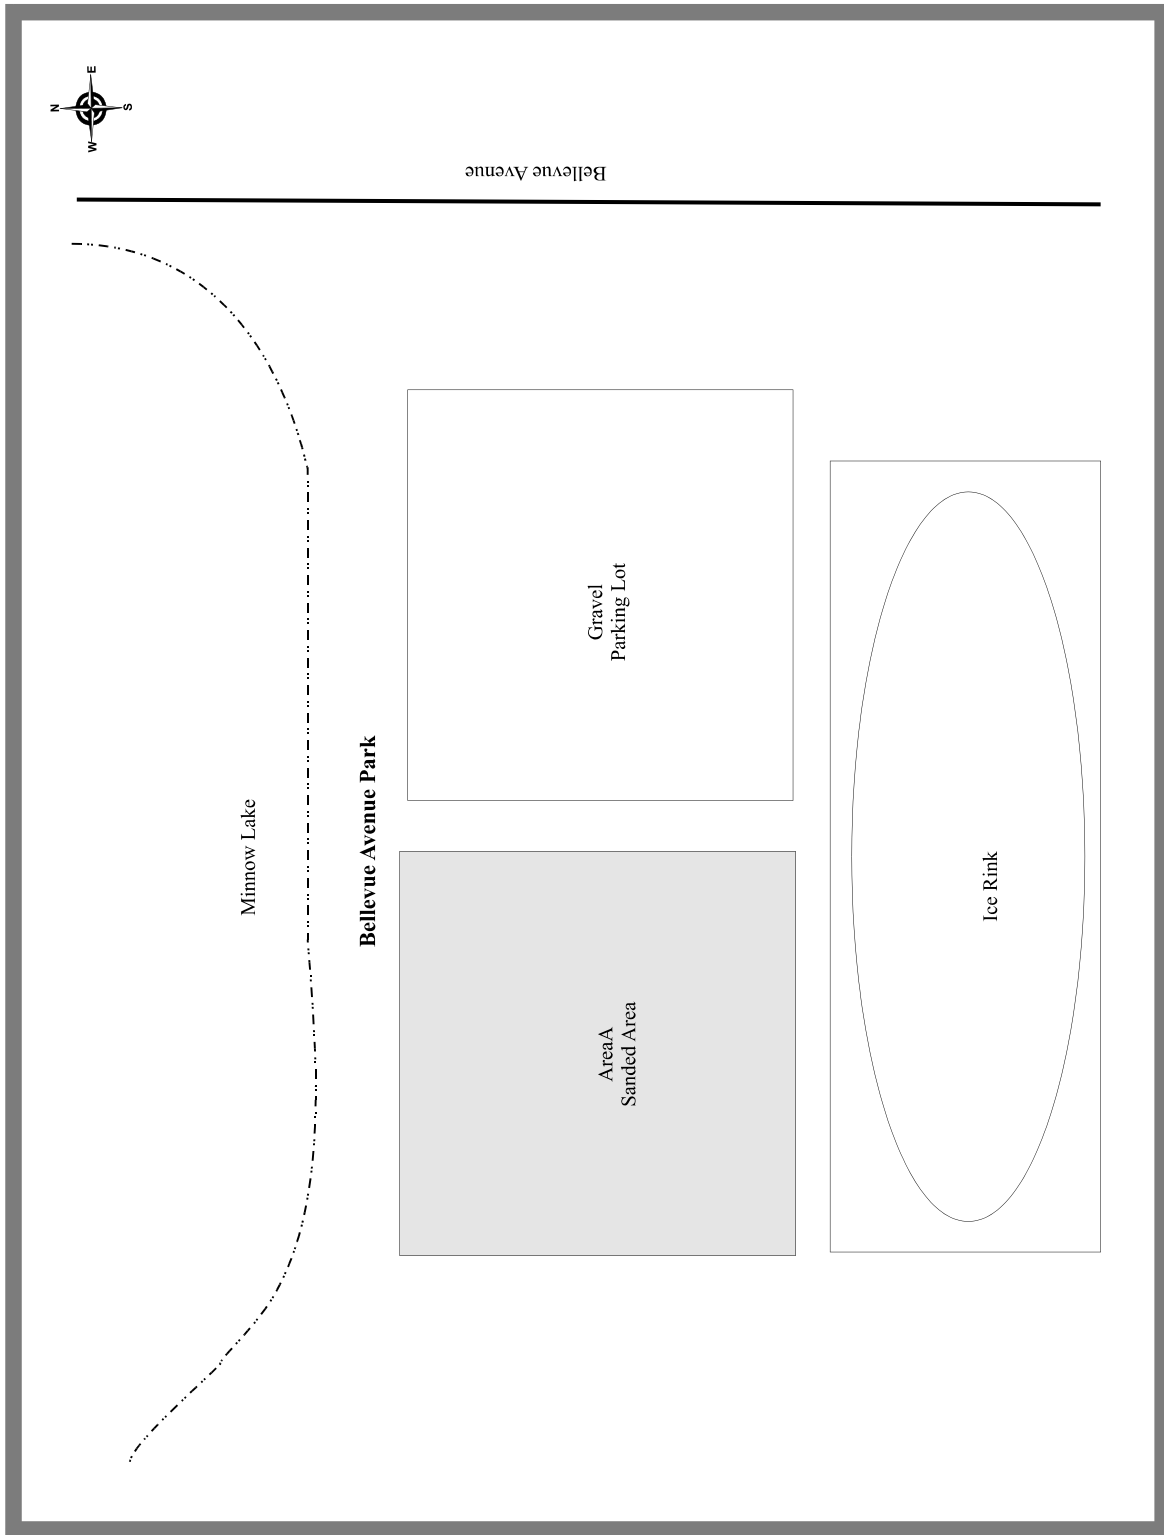 N
E
S
W
Bellevue Avenue
Minnow Lake
Bellevue Avenue Park
Gravel
Parking Lot
AreaA
Sanded Area
Ice Rink